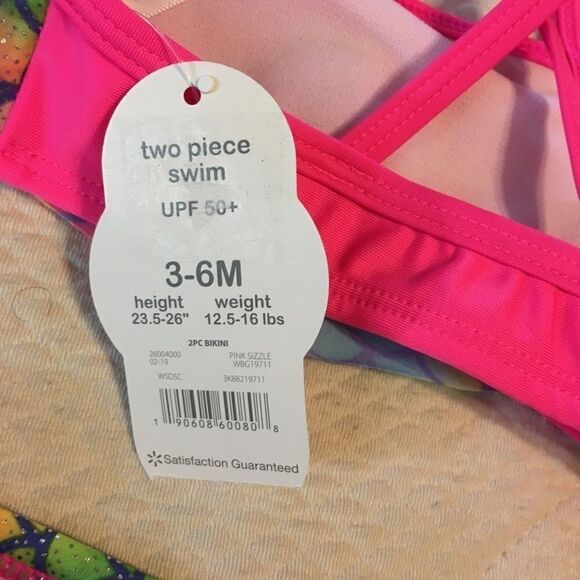 two piece
swim
UPF 50+
3-6M
height weight
23.5-26" 12.5-16 lbs
2PC BIKINI
26004000 PINK SIZZLE
02-19 WBG19711
WSDSC 3K88219711
1 90608 60080 8
Satisfaction Guaranteed